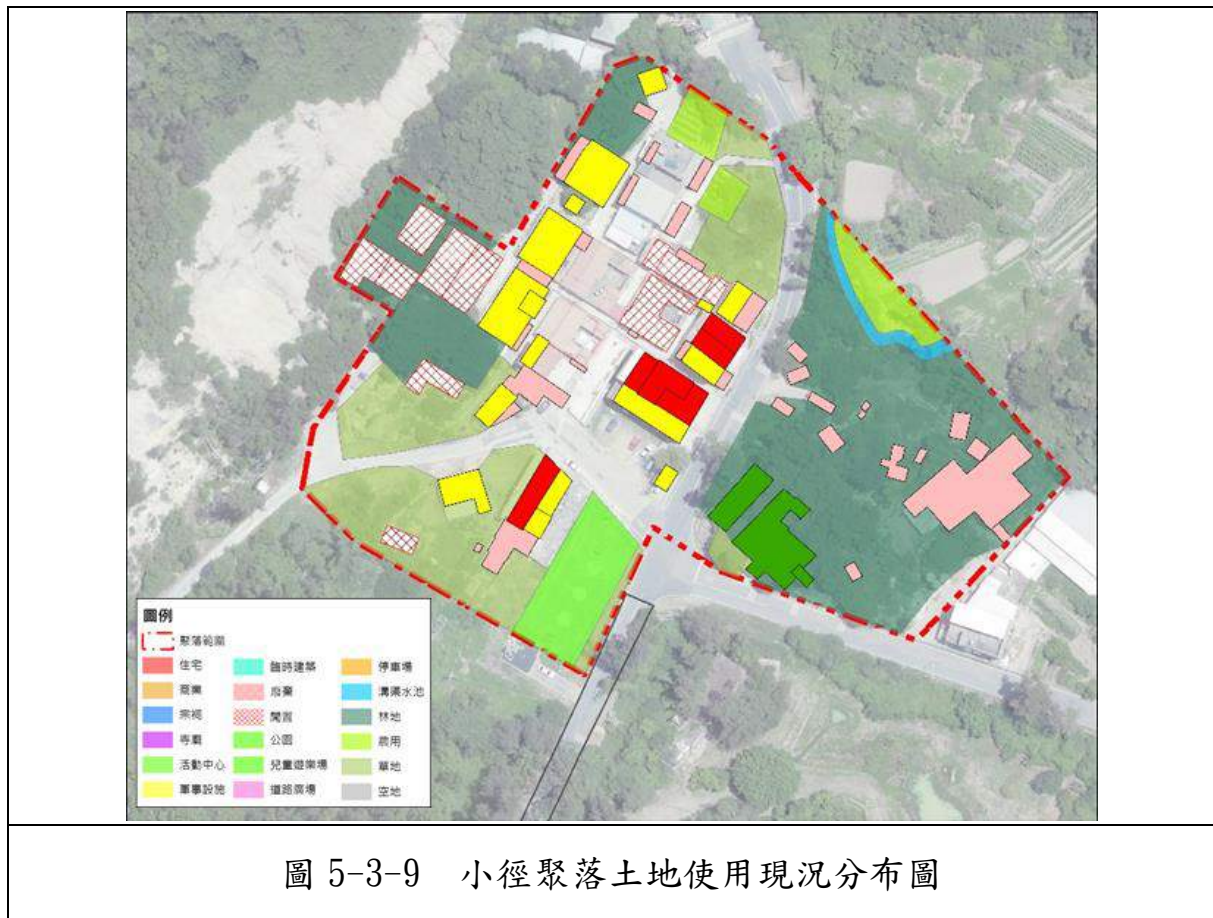 圖例
聚落範圍
住宅
臨時建築
停車場
商業
廢棄
溝渠水池
宗祠
閒置
林地
寺廟
公園
農用
活動中心
兒童遊樂場
草地
軍事設施
道路廣場
空地
圖 5-3-9 小徑聚落土地使用現況分布圖